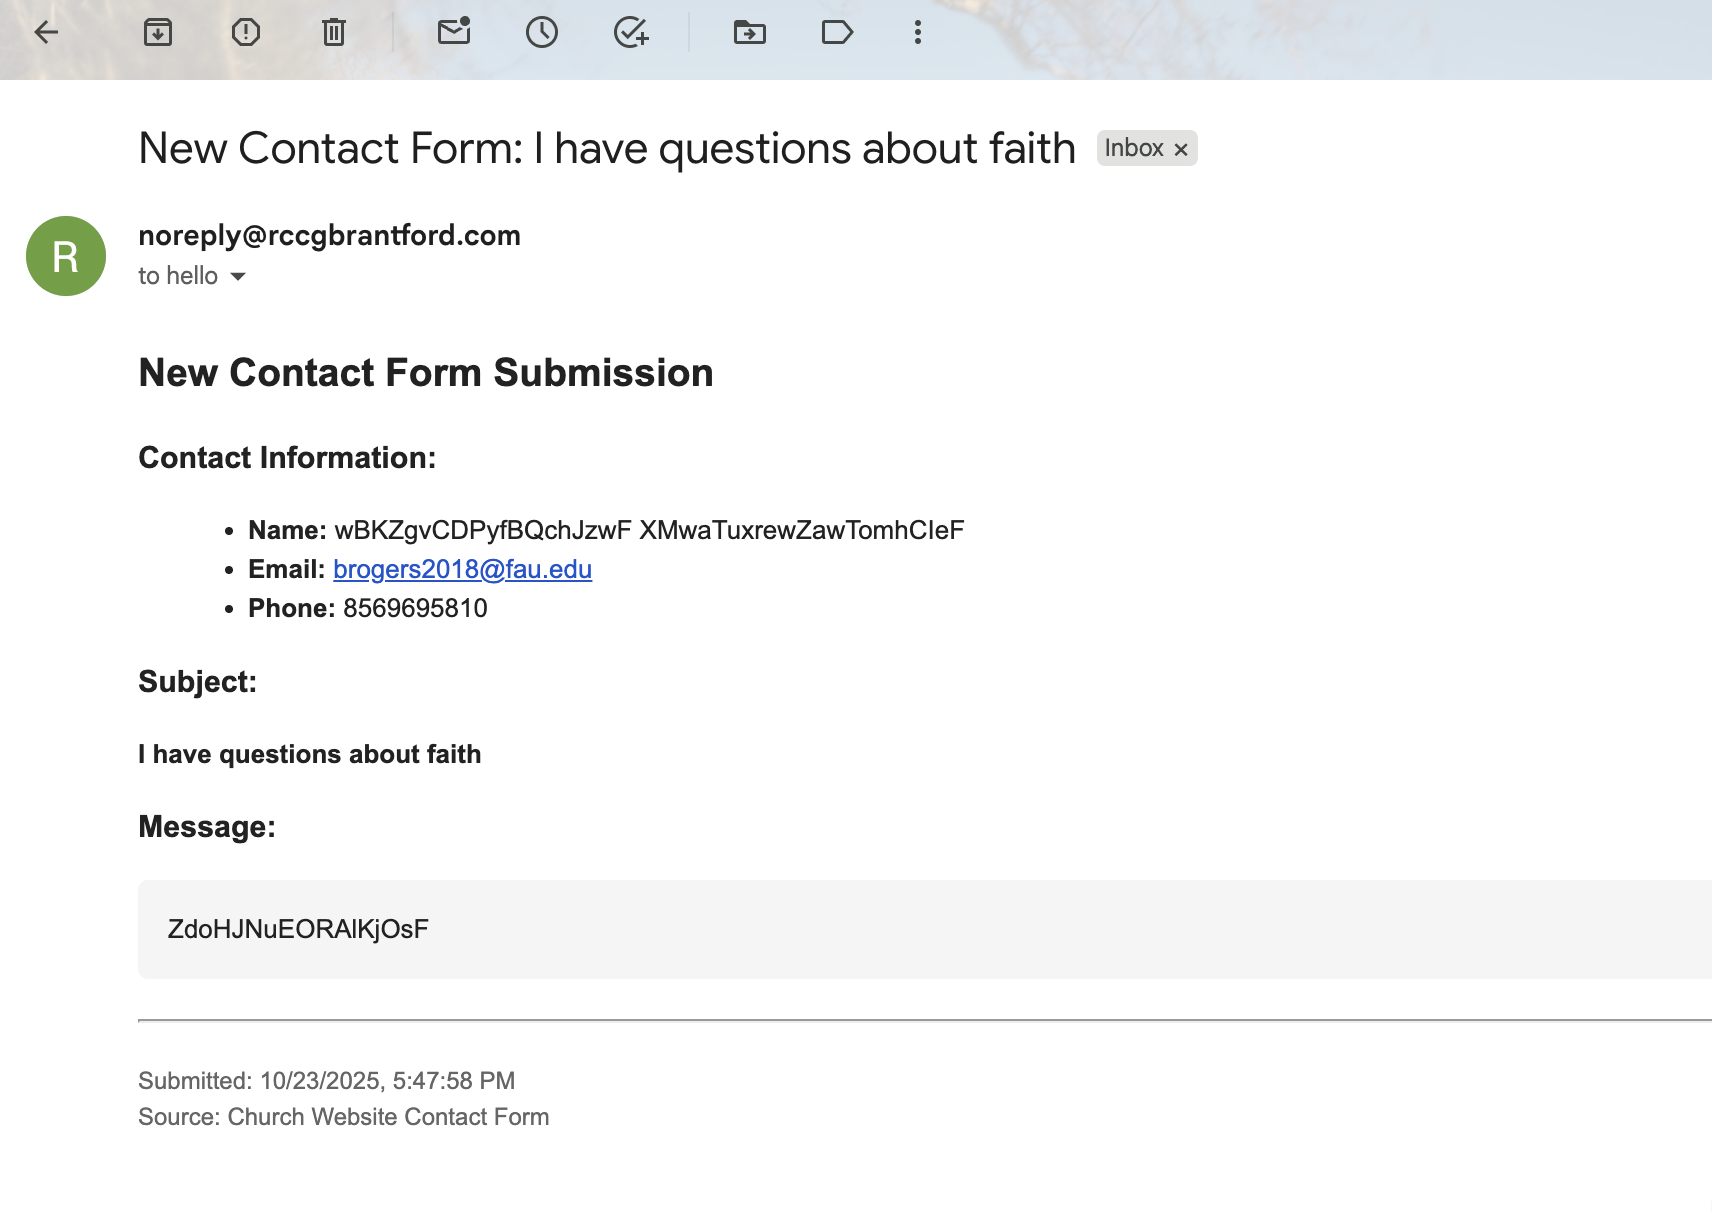 New Contact Form: I have questions about faith Inbox ×
R
noreply@rccgbrantford.com
to hello
New Contact Form Submission
Contact Information:
• Name: wBKZgvCDPyfBQchJzwF XMwaTuxrewZawTomhCIeF
• Email: brogers2018@fau.edu
• Phone: 8569695810
Subject:
I have questions about faith
Message:
ZdoHJNuEORAlKjOsF
Submitted: 10/23/2025, 5:47:58 PM
Source: Church Website Contact Form